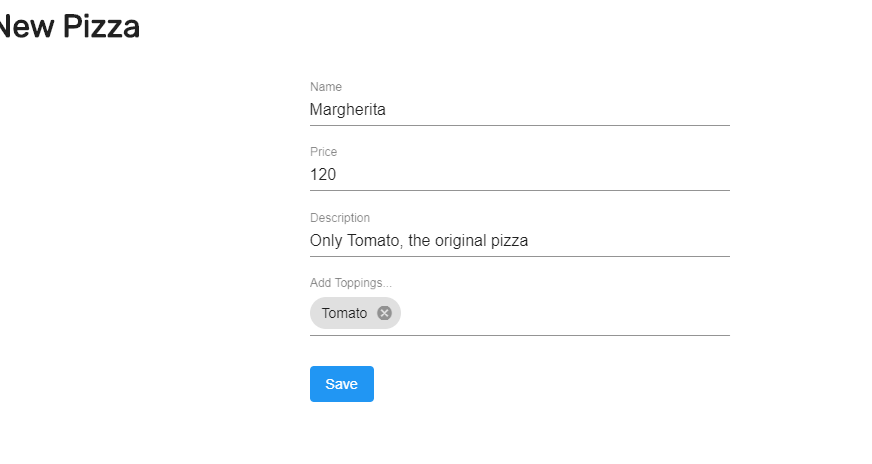 New Pizza
Name
Margherita
Price
120
Description
Only Tomato, the original pizza
Add Toppings...
Tomato
Save